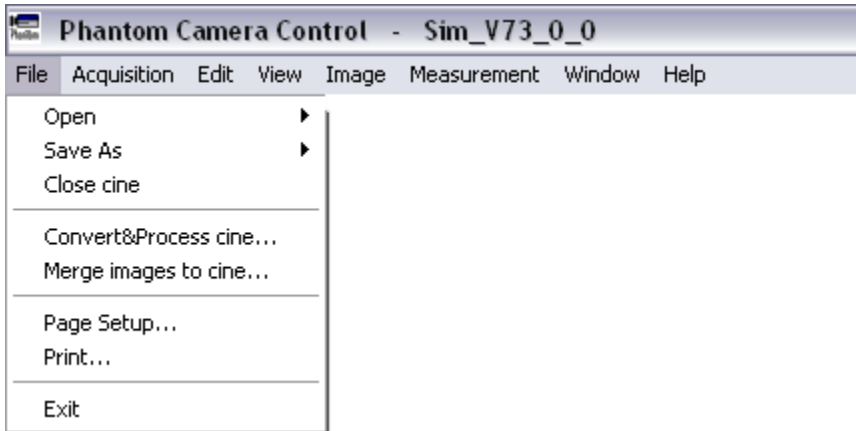 Phantom Camera Control - Sim_V73_0_0
File Acquisition Edit View Image Measurement Window Help
Open
Save As
Close cine
Convert&Process cine...
Merge images to cine...
Page Setup...
Print...
Exit